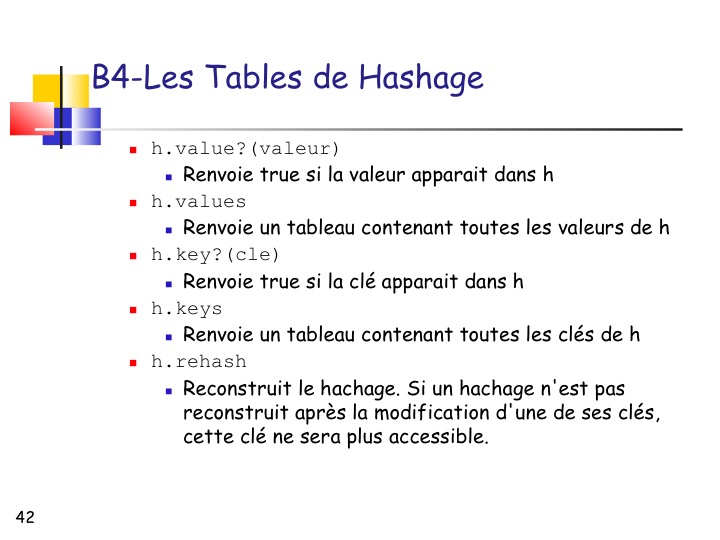 B4-Les Tables de Hashage
h.value?(valeur)
Renvoie true si la valeur apparait dans h
h.values
Renvoie un tableau contenant toutes les valeurs de h
h.key?(cle)
Renvoie true si la clé apparait dans h
h.keys
Renvoie un tableau contenant toutes les clés de h
h.rehash
Reconstruit le hachage. Si un hachage n'est pas
reconstruit après la modification d'une de ses clés,
cette clé ne sera plus accessible.
42